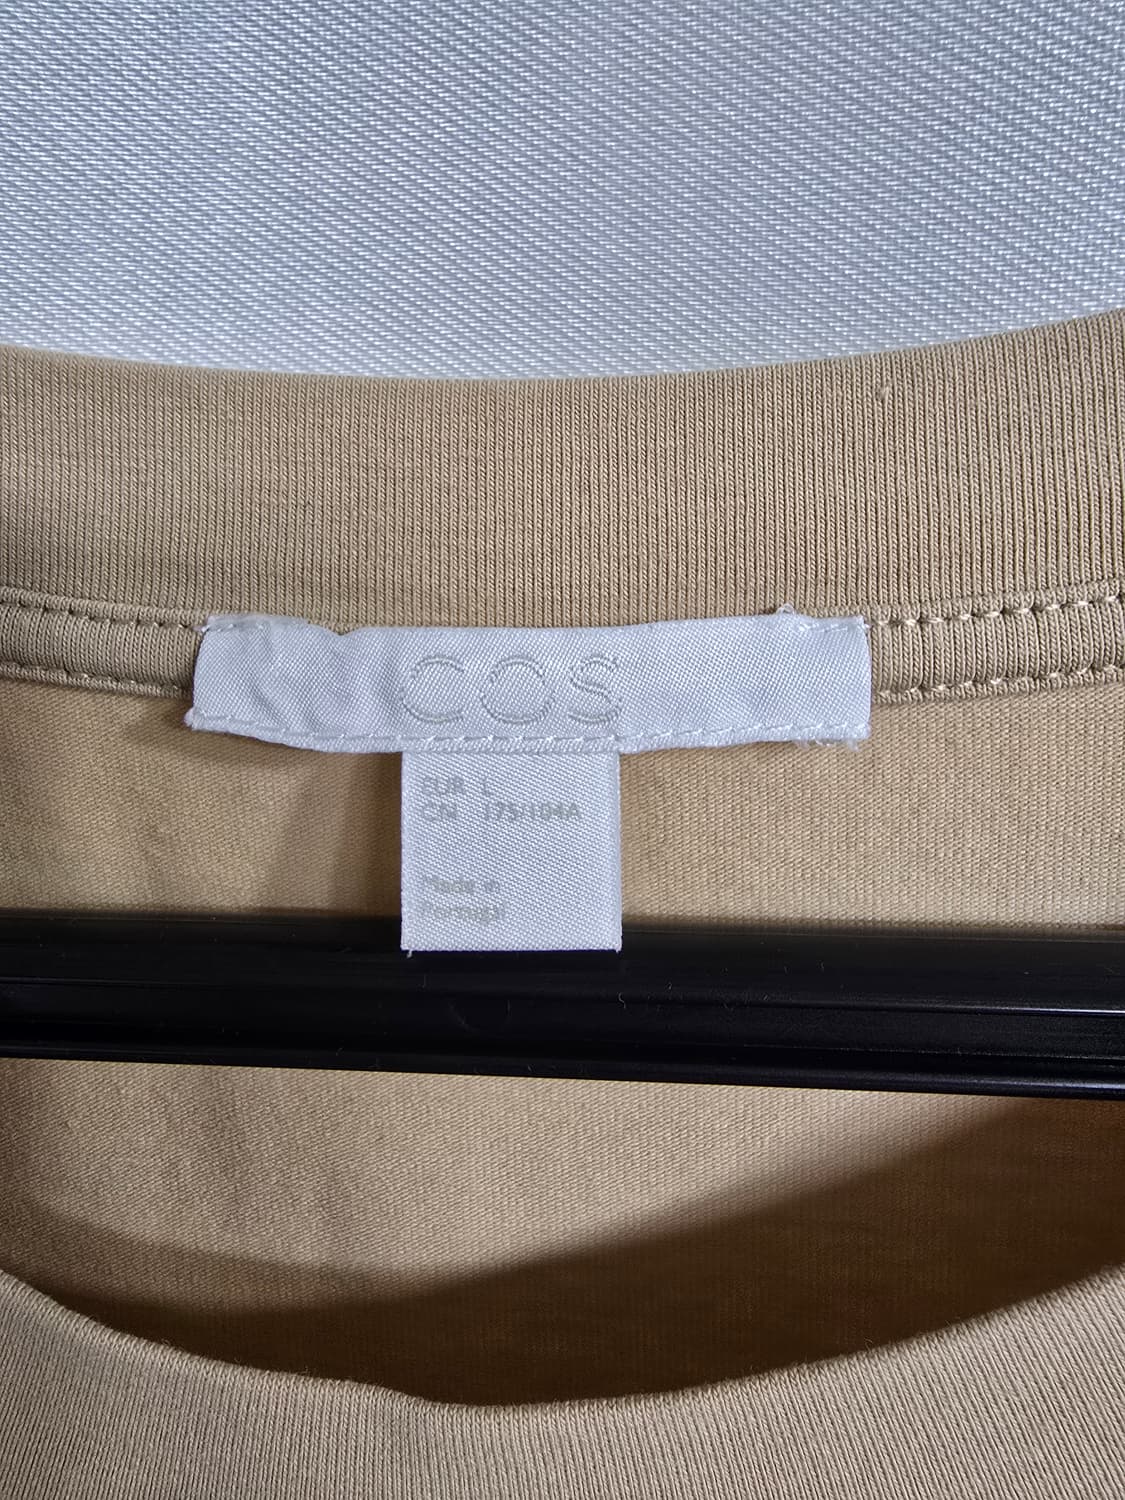 COS
EUR L
CN 175/104A
Made in
Portugal